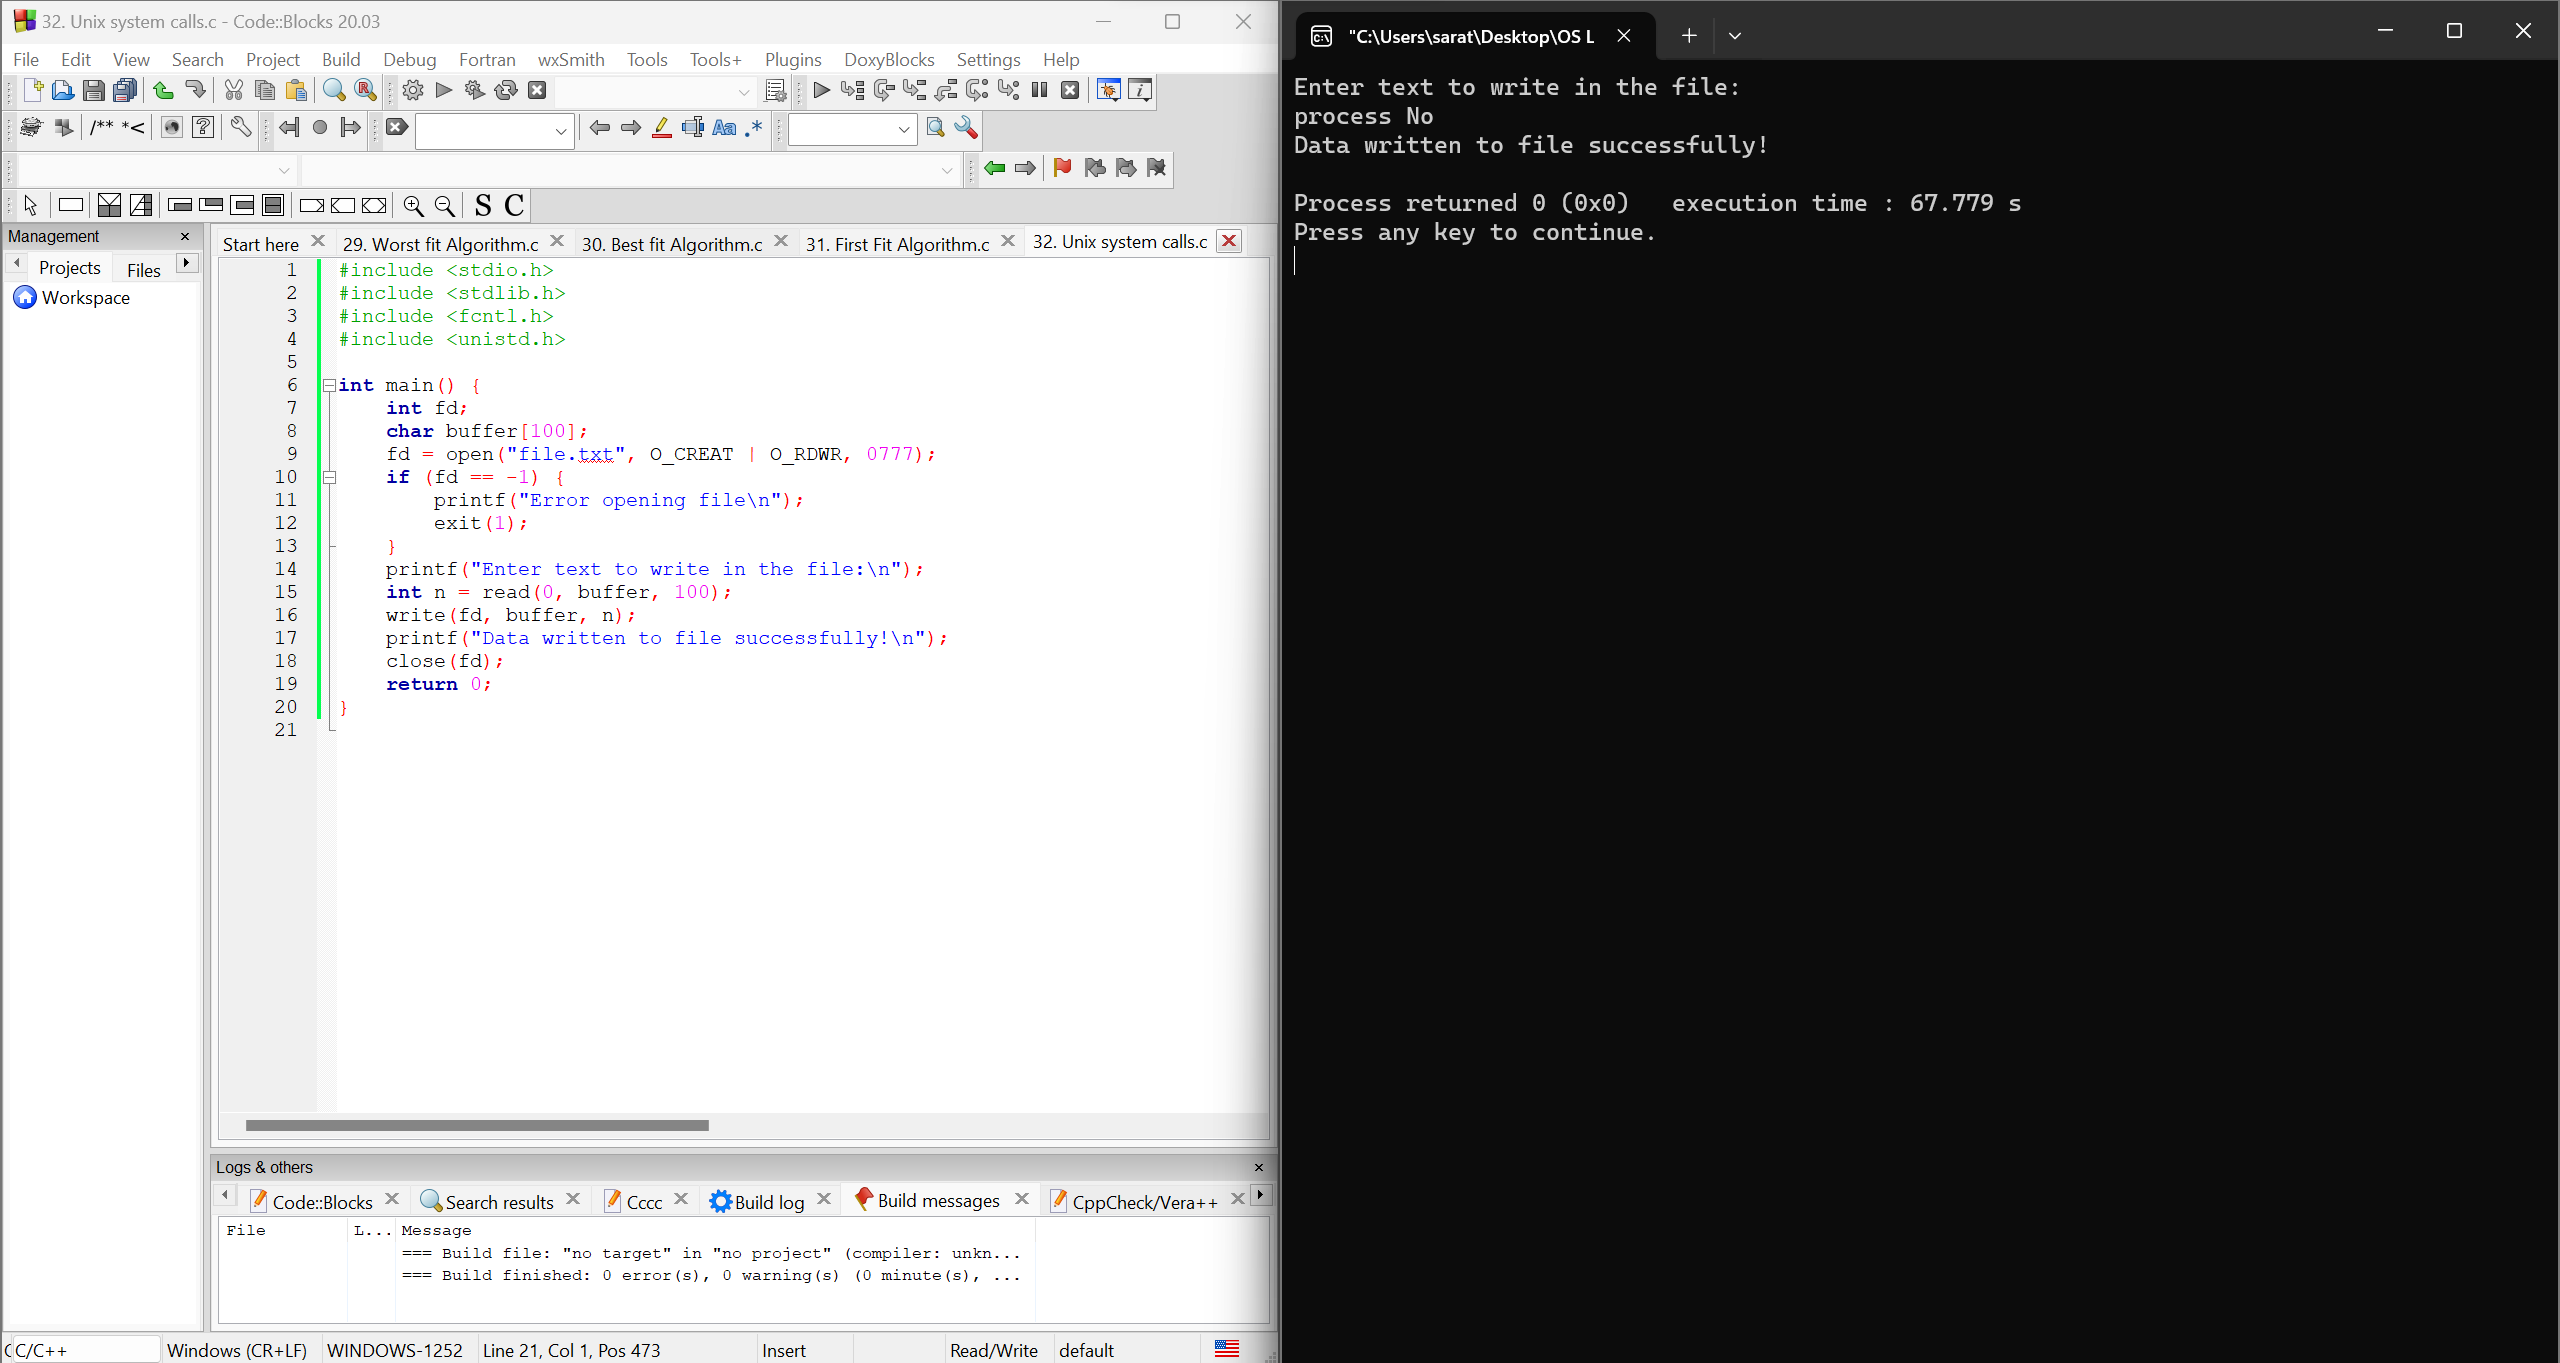 32. Unix system calls.c - Code::Blocks 20.03
File Edit View Search Project Build Debug Fortran wxSmith Tools Tools+ Plugins DoxyBlocks Settings Help
/** *<
Aa .*
S C
Management
Projects Files
Workspace
Start here 29. Worst fit Algorithm.c 30. Best fit Algorithm.c 31. First Fit Algorithm.c 32. Unix system calls.c
1 #include <stdio.h>
2 #include <stdlib.h>
3 #include <fcntl.h>
4 #include <unistd.h>
5
6 int main() {
7 int fd;
8 char buffer[100];
9 fd = open("file.txt", O_CREAT | O_RDWR, 0777);
10 if (fd == -1) {
11 printf("Error opening file\n");
12 exit(1);
13 }
14 printf("Enter text to write in the file:\n");
15 int n = read(0, buffer, 100);
16 write(fd, buffer, n);
17 printf("Data written to file successfully!\n");
18 close(fd);
19 return 0;
20 }
21
Logs & others
Code::Blocks Search results Cccc Build log Build messages CppCheck/Vera++
File L... Message
=== Build file: "no target" in "no project" (compiler: unkn...
=== Build finished: 0 error(s), 0 warning(s) (0 minute(s), ...
C/C++ Windows (CR+LF) WINDOWS-1252 Line 21, Col 1, Pos 473 Insert Read/Write default
"C:\Users\sarat\Desktop\OS L
Enter text to write in the file:
process No
Data written to file successfully!
Process returned 0 (0x0) execution time : 67.779 s
Press any key to continue.